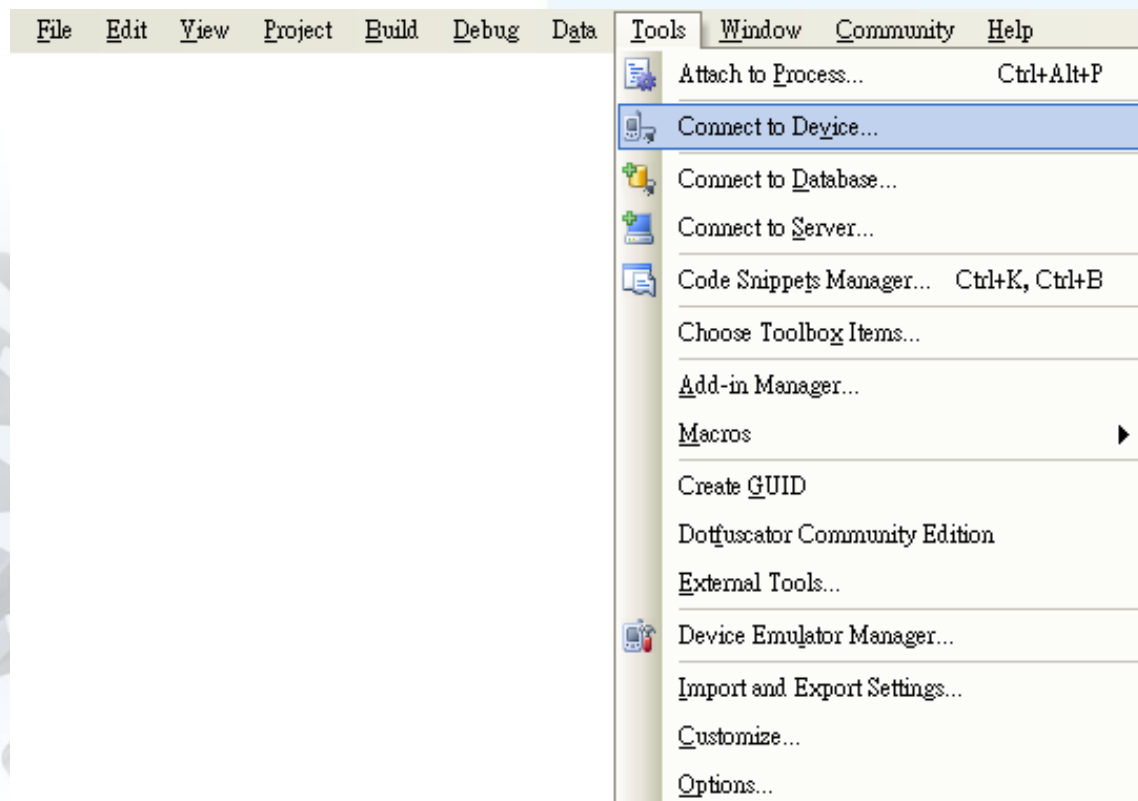 File Edit View Project Build Debug Data Tools Window Community Help
Attach to Process... Ctrl+Alt+P
Connect to Device...
Connect to Database...
Connect to Server...
Code Snippets Manager... Ctrl+K, Ctrl+B
Choose Toolbox Items...
Add-in Manager...
Macros
Create GUID
Dotfuscator Community Edition
External Tools...
Device Emulator Manager...
Import and Export Settings...
Customize...
Options...